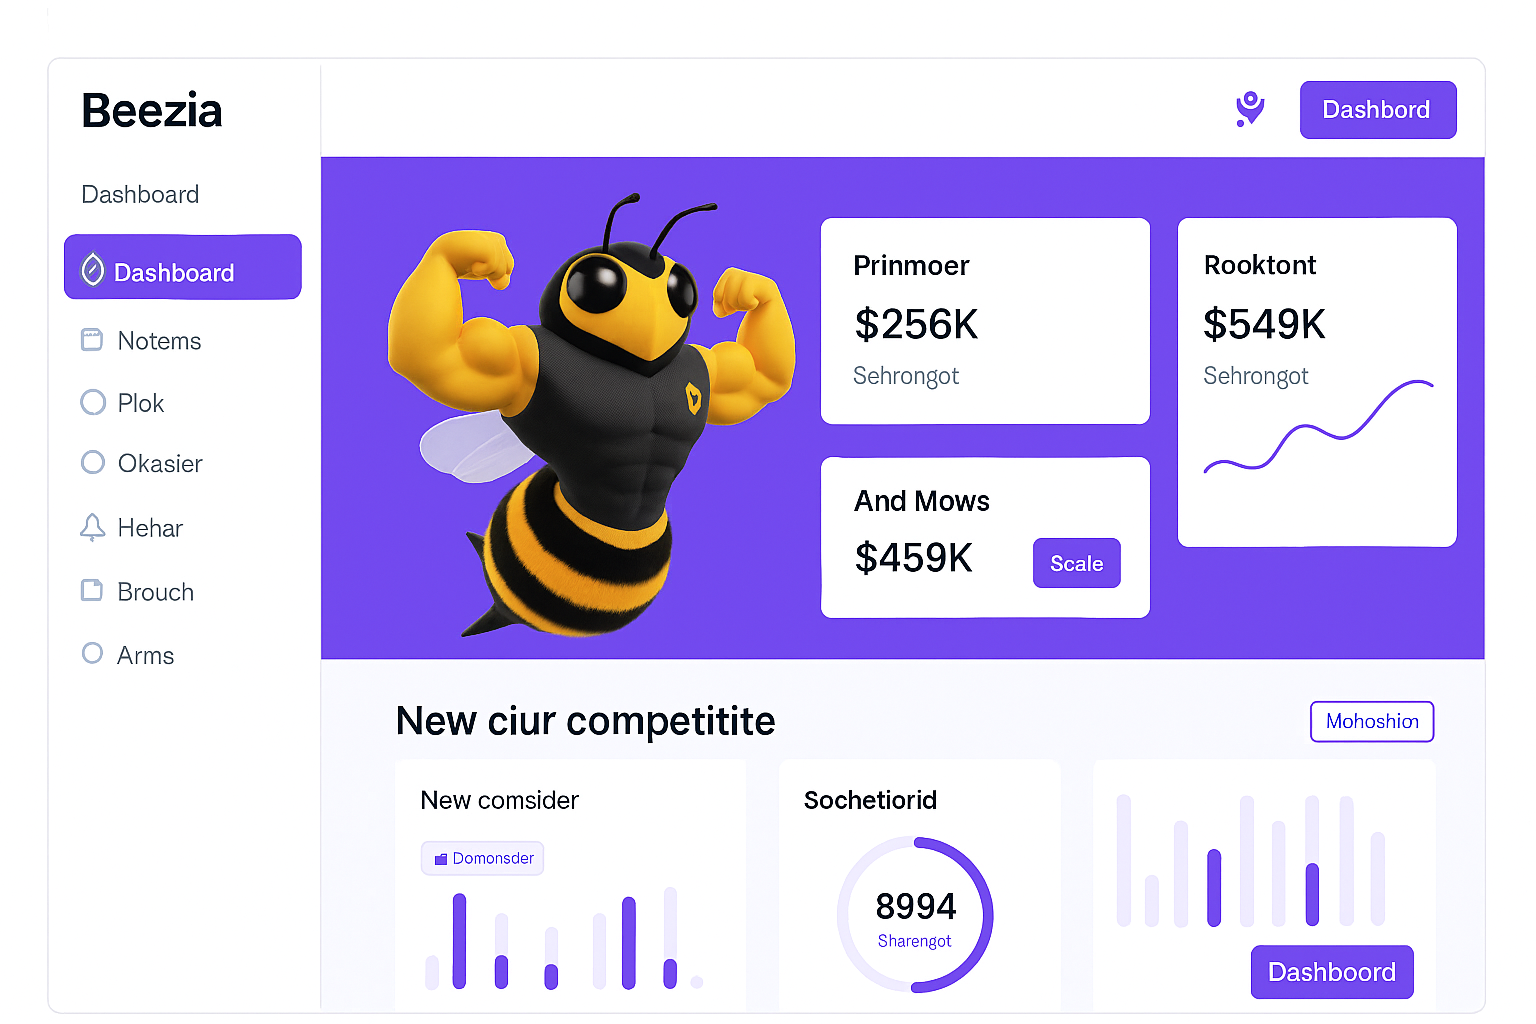 Beezia
Dashbord
Dashboard
Dashboard
Notems
Plok
Okasier
Hehar
Brouch
Arms
Prinmoer
$256K
Sehrongot
Rooktont
$549K
Sehrongot
And Mows
$459K
Scale
New ciur competitite
Mohoshion
New comsider
Domonsder
Sochetiorid
8994
Sharengot
Dashboord